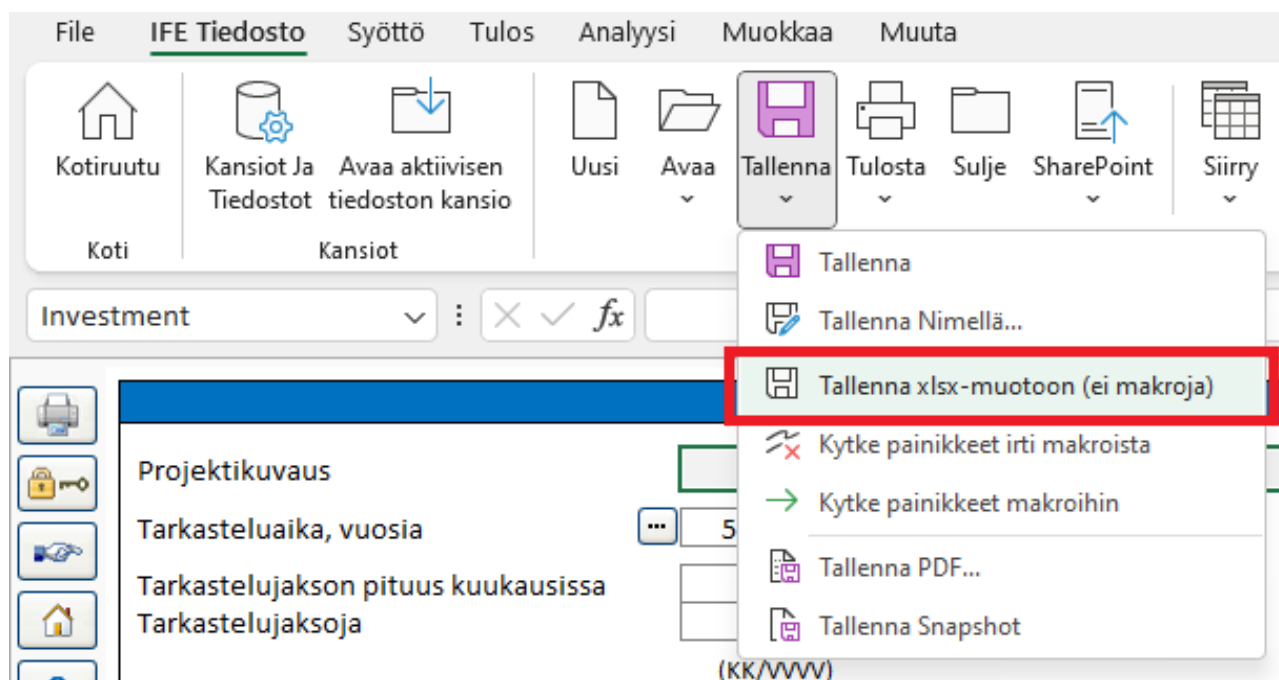 File IFE Tiedosto Syöttö Tulos Analyysi Muokkaa Muuta
Kotiruutu Kansiot Ja Avaa aktiivisen Uusi Avaa Tallenna Tulosta Sulje SharePoint Siirry
Tiedostot tiedoston kansio
Koti Kansiot
Investment fx
Tallenna
Tallenna Nimellä...
Tallenna xlsx-muotoon (ei makroja)
Kytke painikkeet irti makroista
Kytke painikkeet makroihin
Tallenna PDF...
Tallenna Snapshot
Projektikuvaus
Tarkasteluaika, vuosia ... 5
Tarkastelujakson pituus kuukausissa
Tarkastelujaksoja
(KK/VVVV)